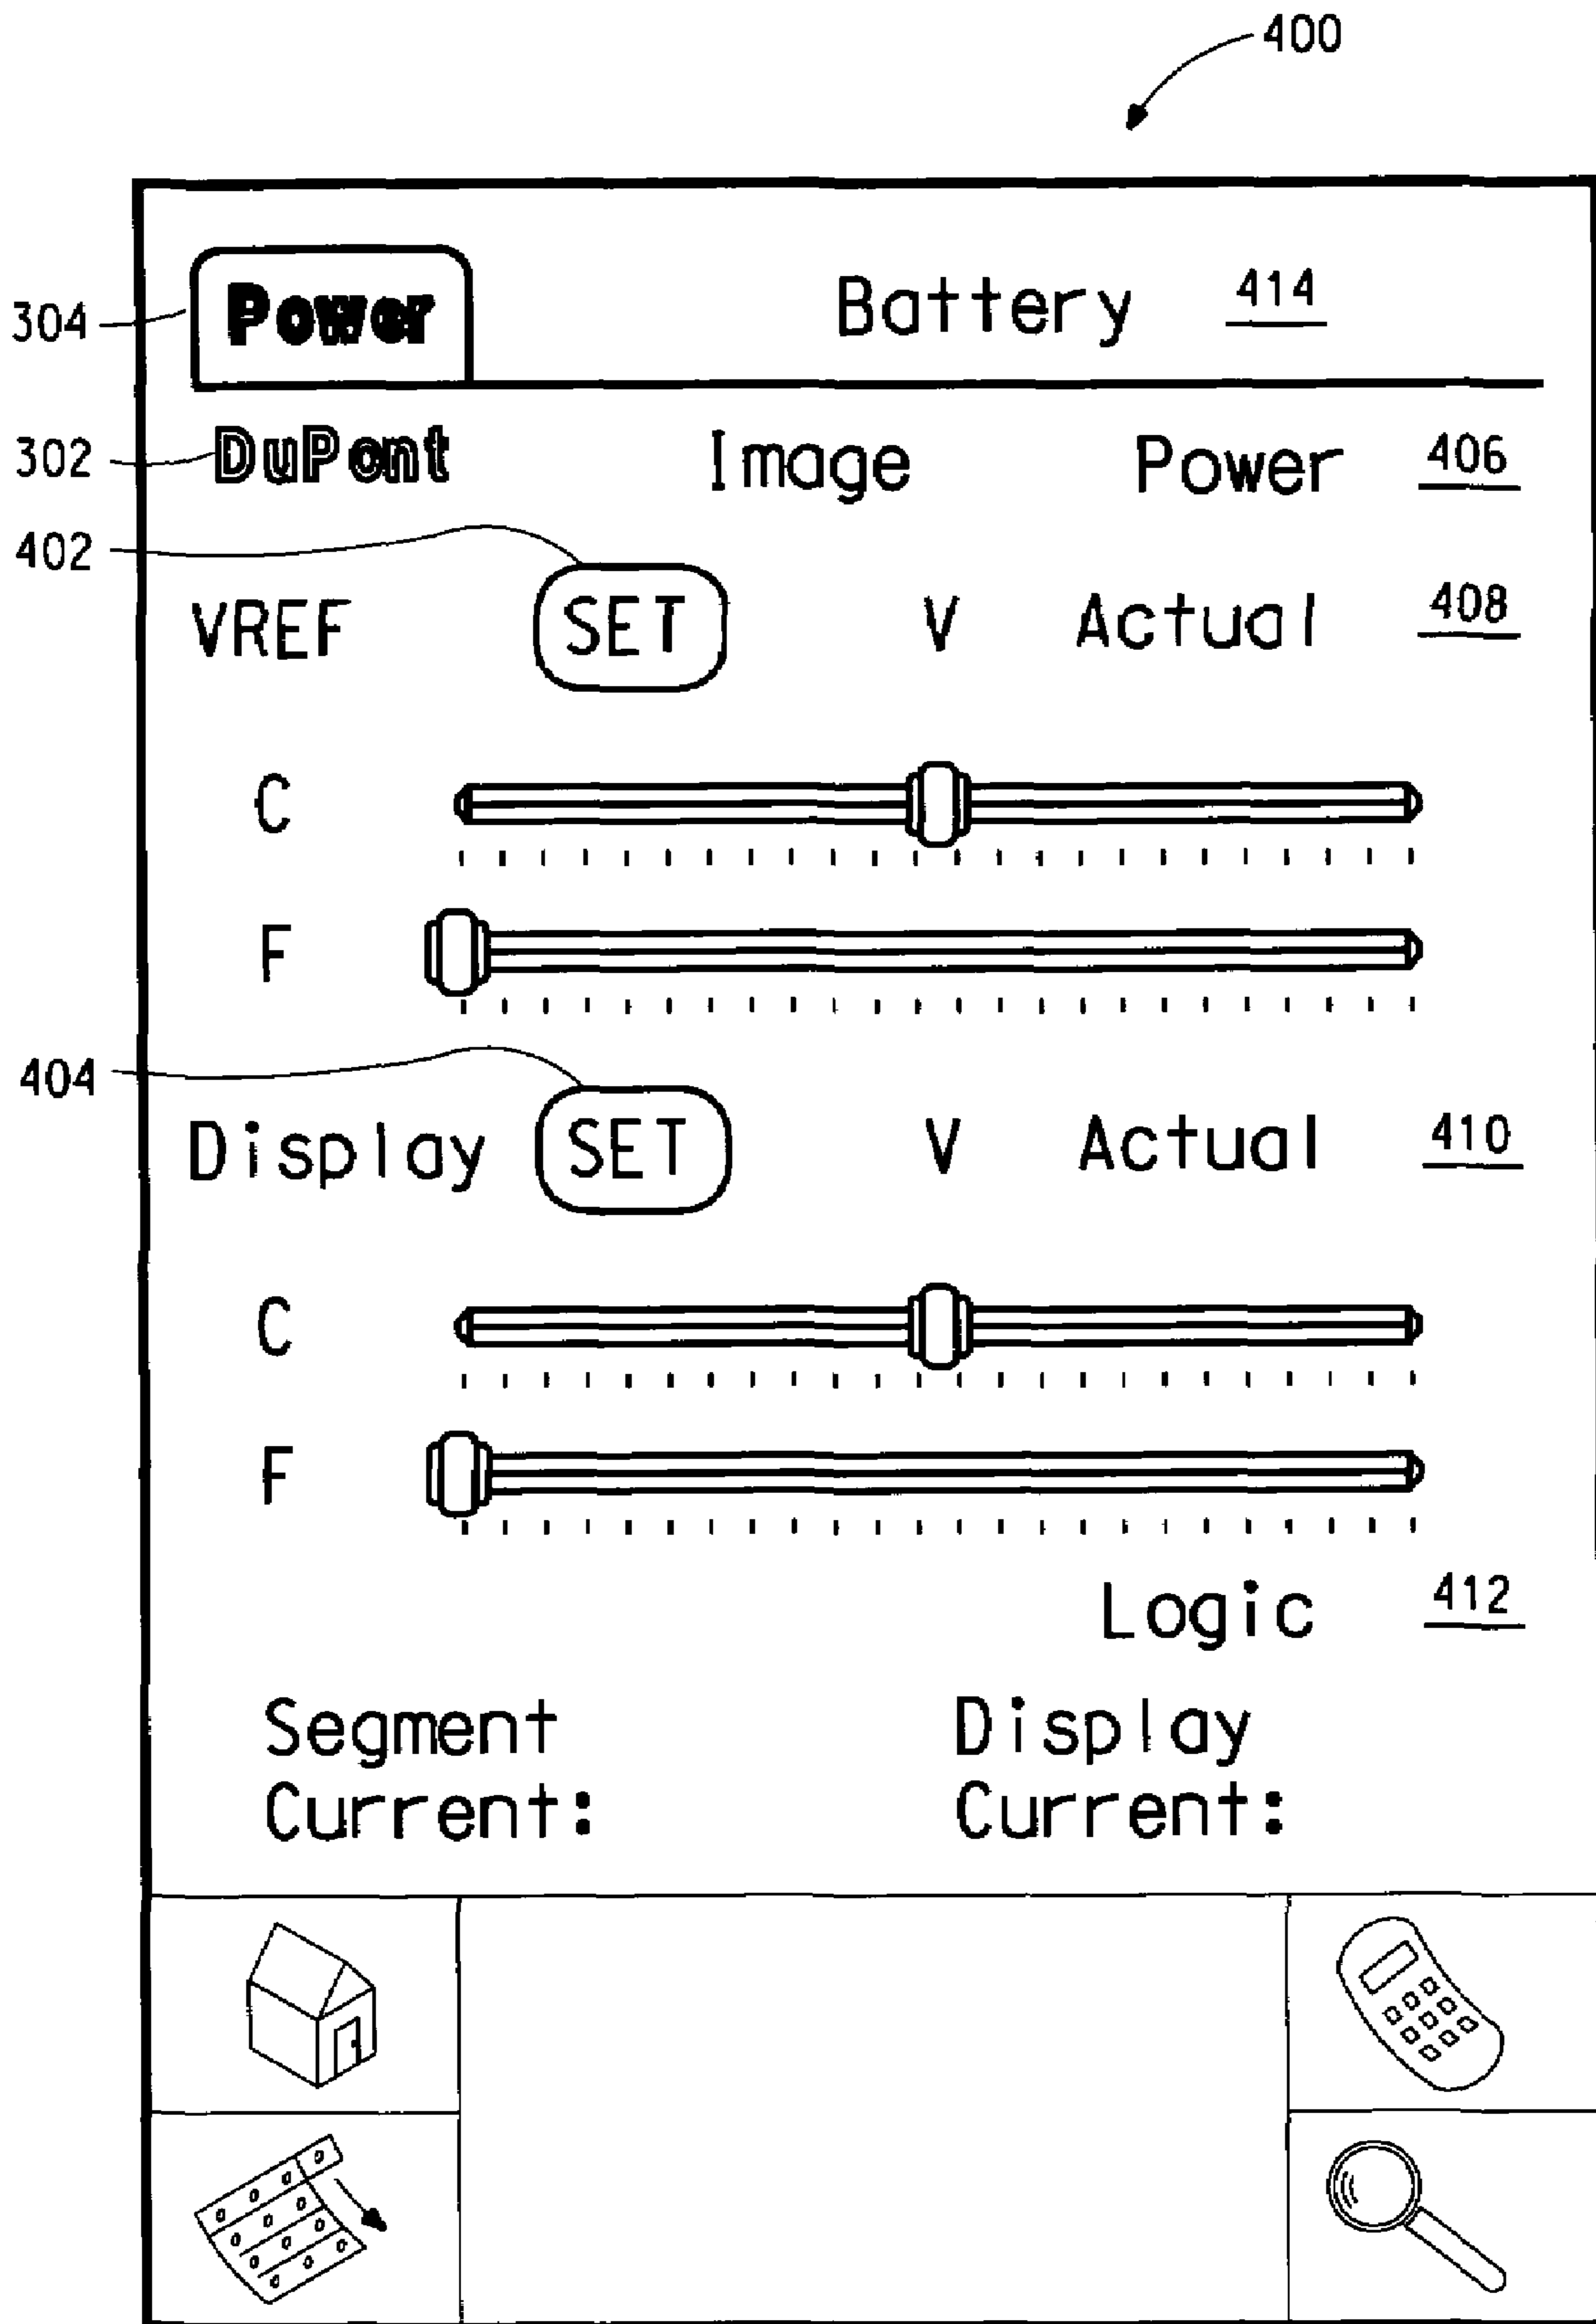 400
304 Power Battery 414
302 DuPont Image Power 406
402
VREF SET V Actual 408
C
F
404
Display SET V Actual 410
C
F
Logic 412
Segment Display
Current: Current: